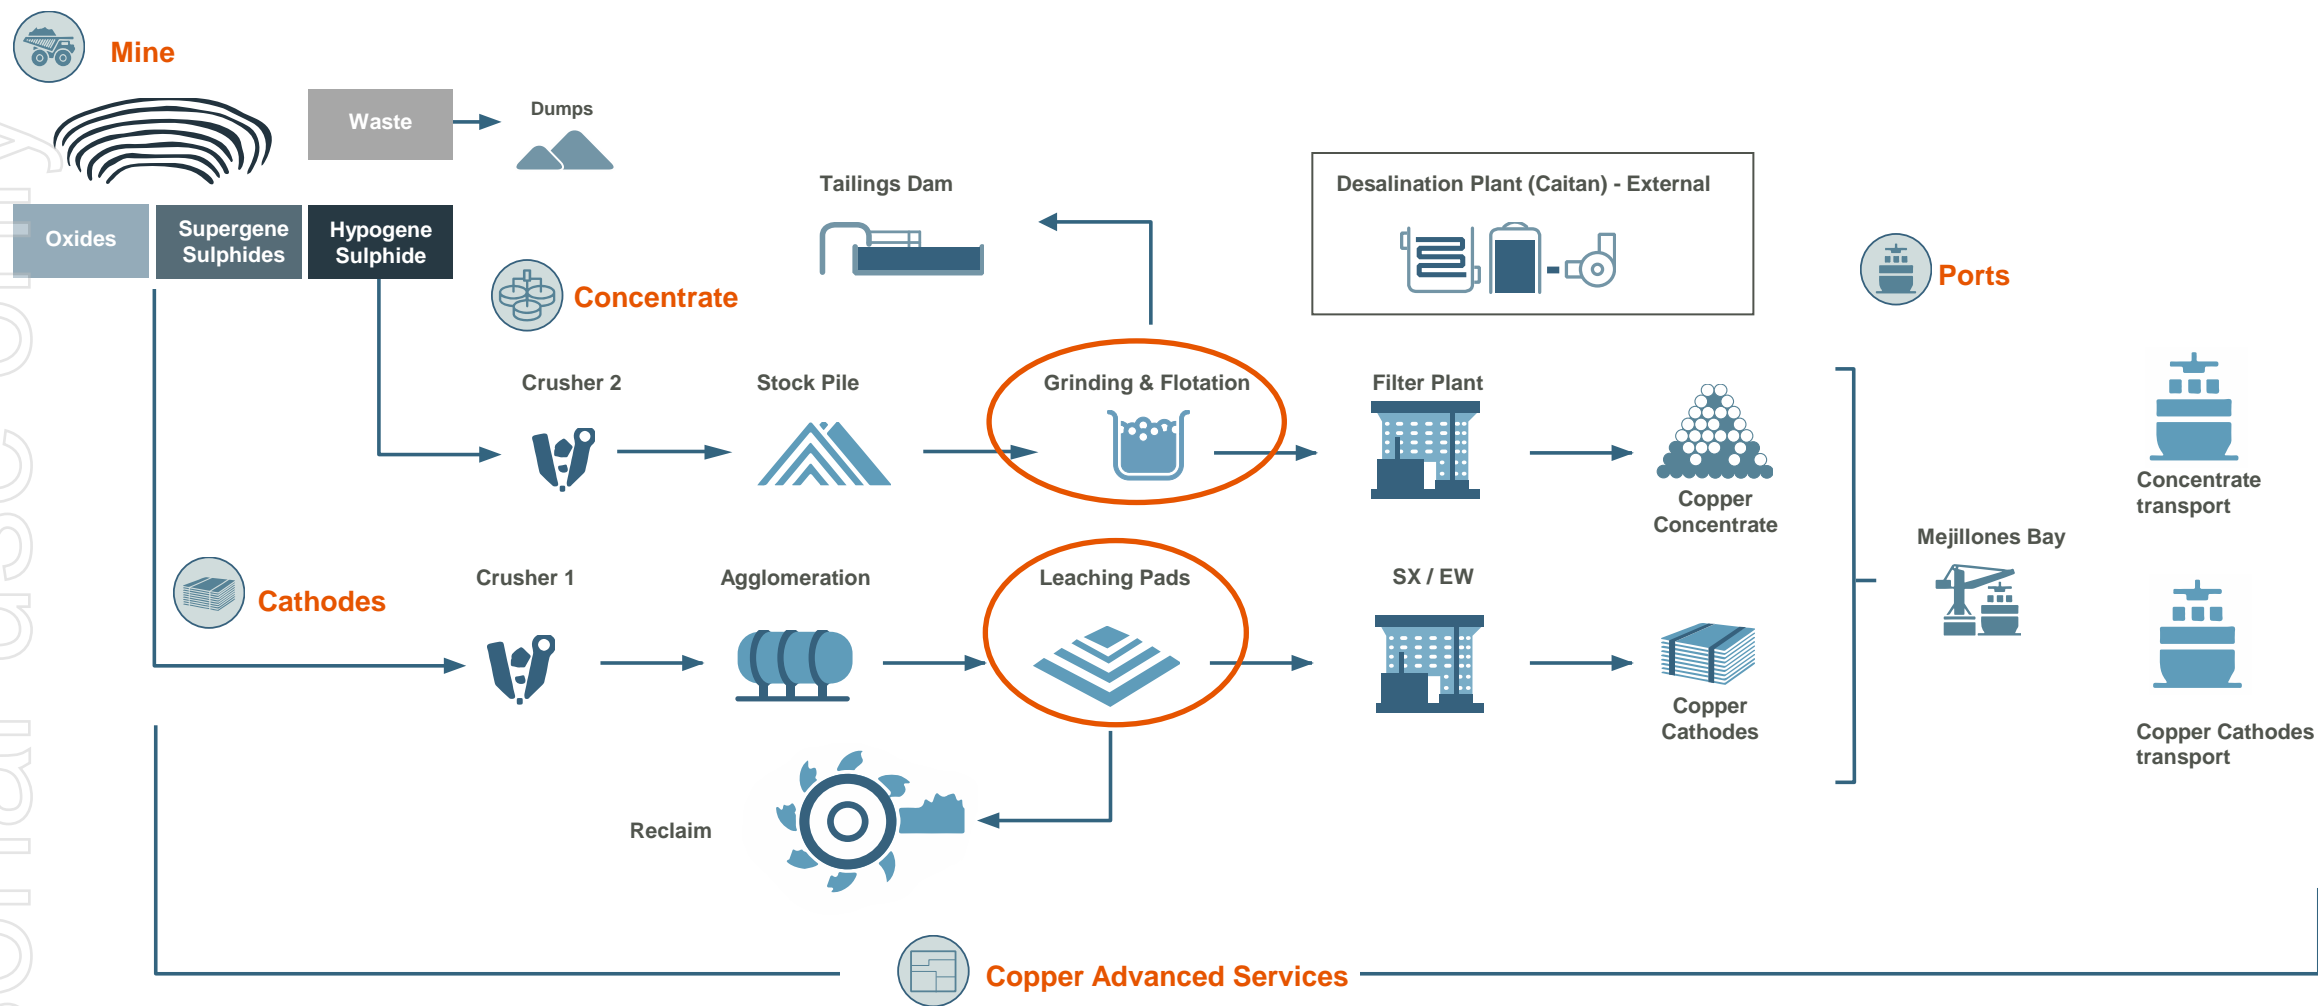 Mine
Waste
Dumps
Oxides
Supergene
Sulphides
Hypogene
Sulphide
Tailings Dam
Desalination Plant (Caitan) - External
Concentrate
Ports
Crusher 2
Stock Pile
Grinding & Flotation
Filter Plant
Copper
Concentrate
Concentrate
transport
Mejillones Bay
Cathodes
Crusher 1
Agglomeration
Leaching Pads
SX / EW
Copper
Cathodes
Copper Cathodes
transport
Reclaim
Copper Advanced Services